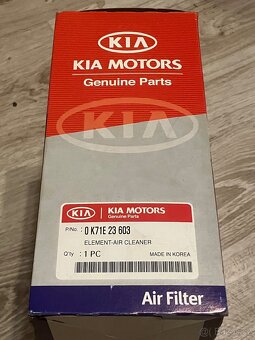 KIA
KIA MOTORS
Genuine Parts
KIA
KIA KIA MOTORS
Genuine Parts
P/No. : 0 K71E 23 603
ELEMENT-AIR CLEANER
Q'ty : 1 PC MADE IN KOREA
Air Filter